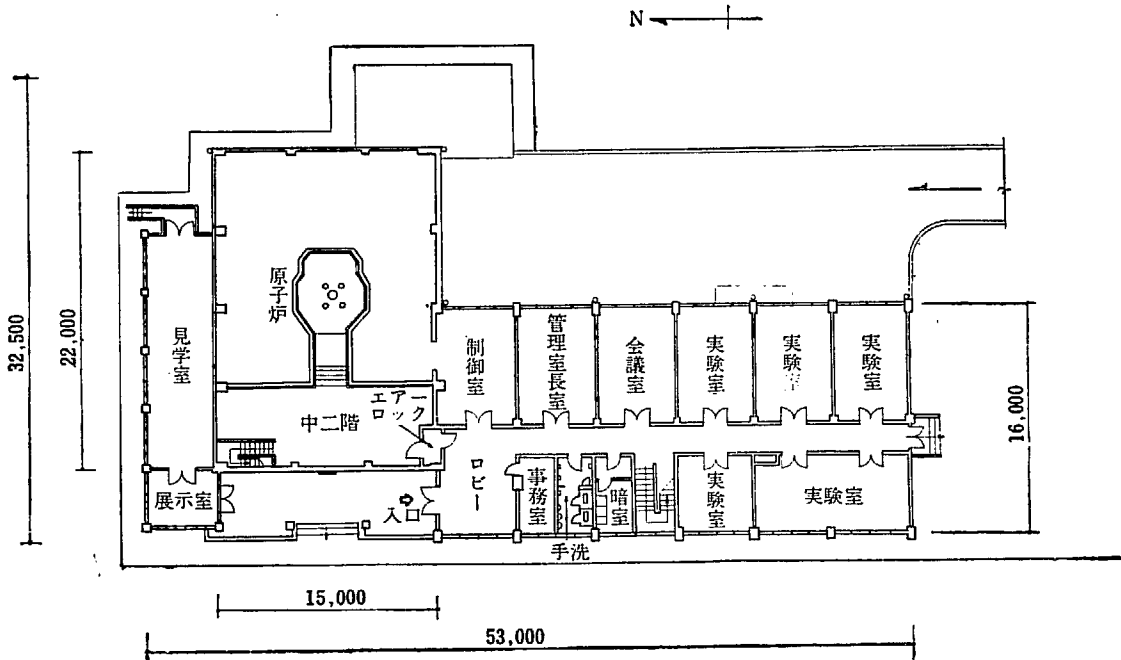 N
32,500
22,000
見学室
原子炉
制御室
管理室長室
会議室
実験室
実験室
実験室
16,000
エアーロック
中二階
ロビー
事務室
暗室
実験室
実験室
展示室
入口
手洗
15,000
53,000